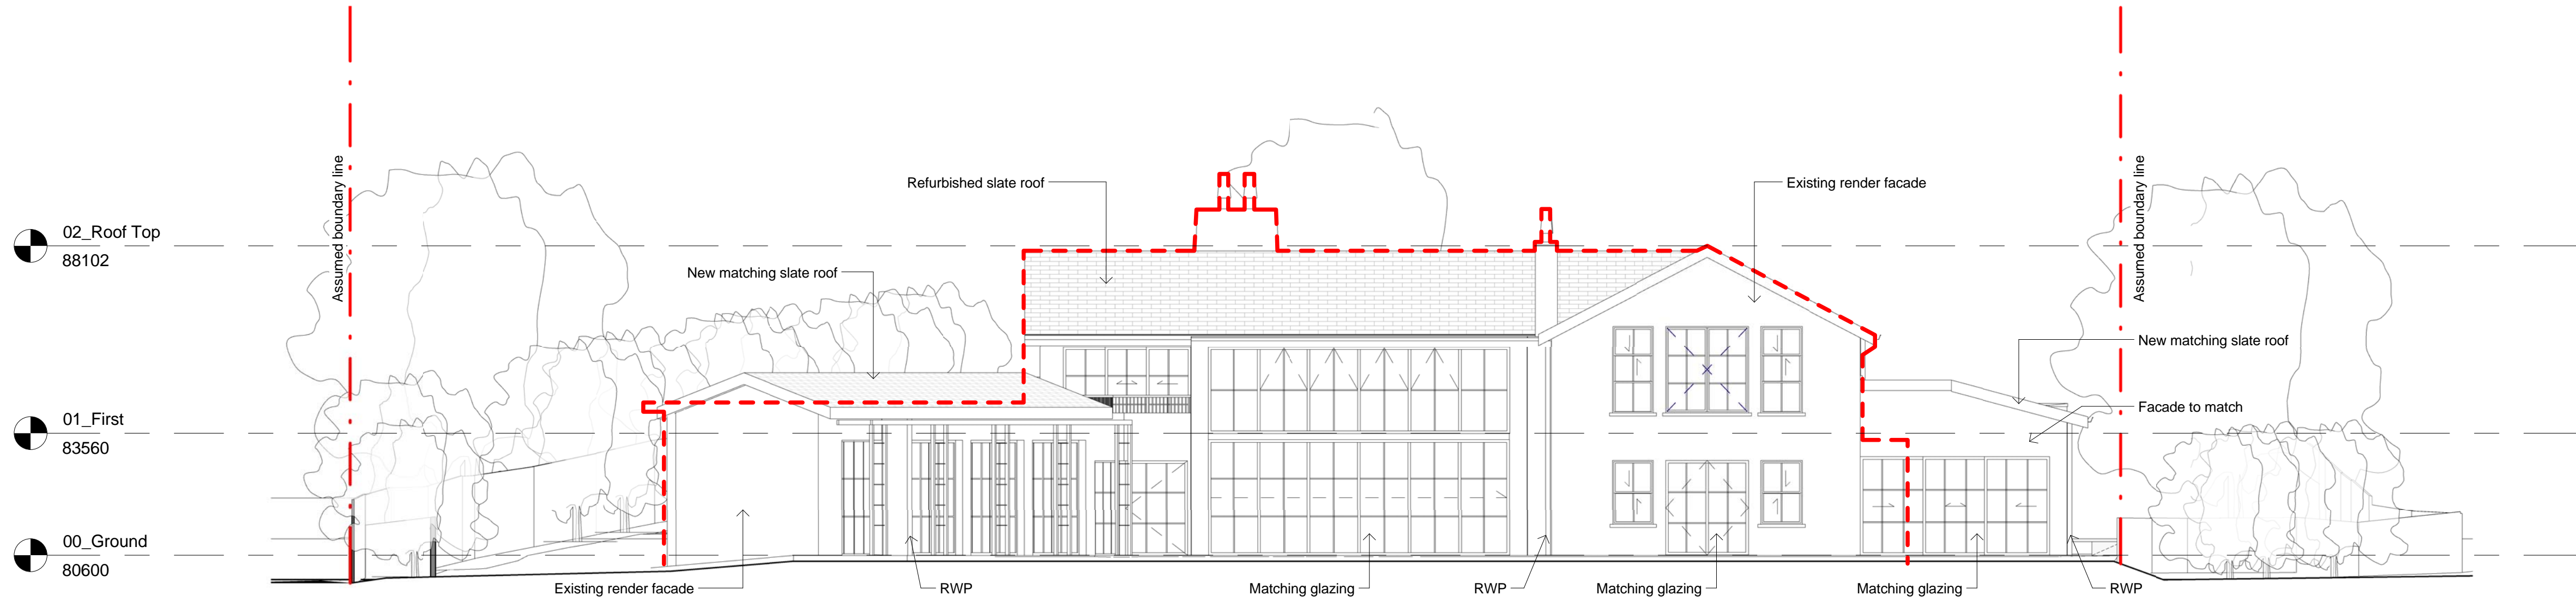 Assumed boundary line
Assumed boundary line
Refurbished slate roof
Existing render facade
02_Roof Top
88102
New matching slate roof
New matching slate roof
Facade to match
01_First
83560
00_Ground
80600
Existing render facade
RWP
Matching glazing
RWP
Matching glazing
Matching glazing
RWP